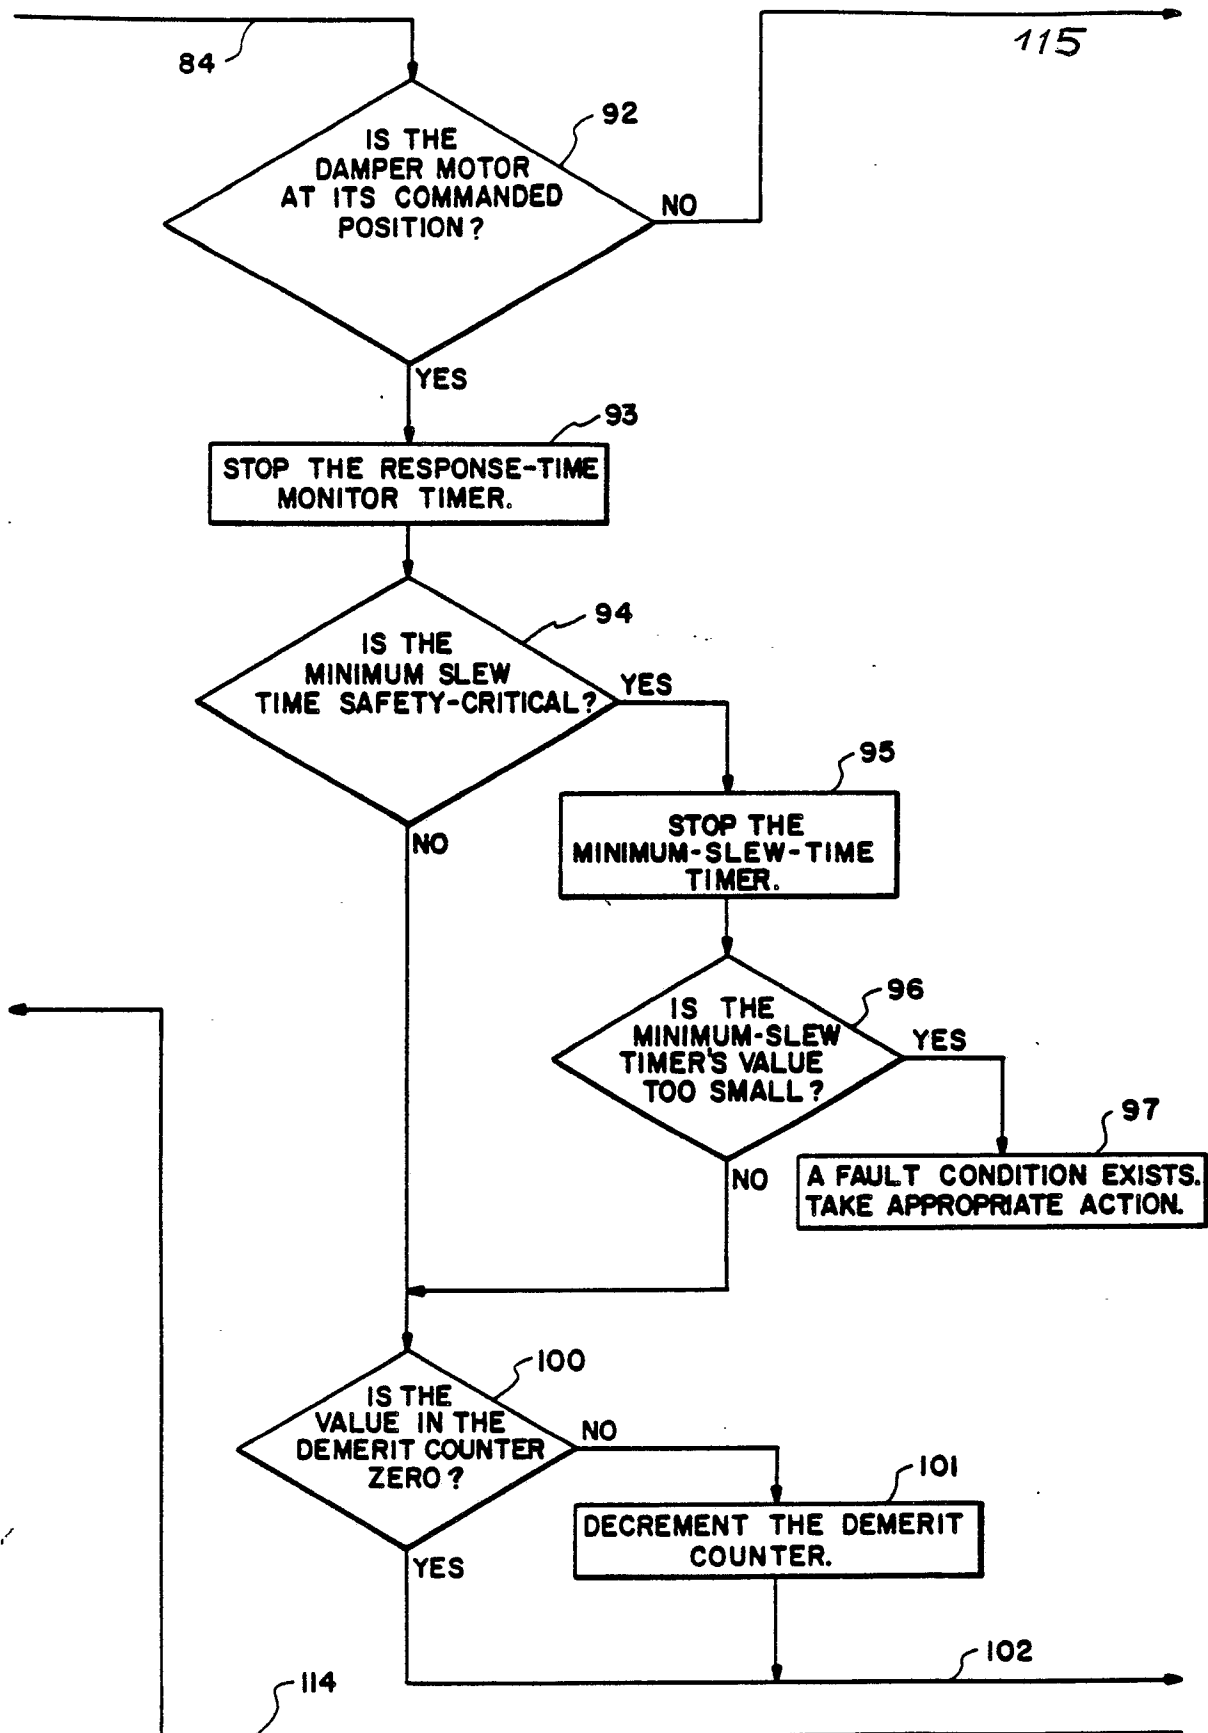 84
115
92
IS THE
DAMPER MOTOR
AT ITS COMMANDED
POSITION?
NO
YES
93
STOP THE RESPONSE-TIME
MONITOR TIMER.
94
IS THE
MINIMUM SLEW
TIME SAFETY-CRITICAL?
YES
NO
95
STOP THE
MINIMUM-SLEW-TIME
TIMER.
96
IS THE
MINIMUM-SLEW
TIMER'S VALUE
TOO SMALL?
YES
NO
97
A FAULT CONDITION EXISTS.
TAKE APPROPRIATE ACTION.
100
IS THE
VALUE IN THE
DEMERIT COUNTER
ZERO?
NO
YES
101
DECREMENT THE DEMERIT
COUNTER.
102
114